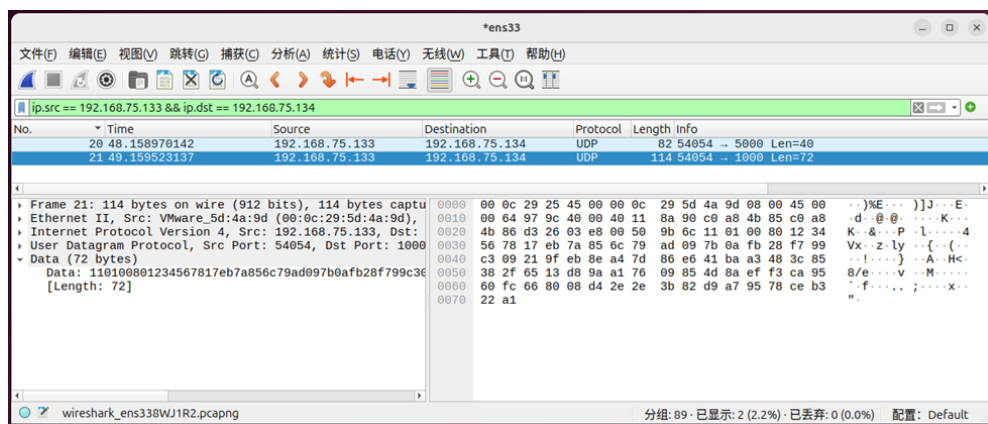 *ens33
文件(F) 编辑(E) 视图(V) 跳转(G) 捕获(C) 分析(A) 统计(S) 电话(Y) 无线(W) 工具(T) 帮助(H)
ip.src == 192.168.75.133 && ip.dst == 192.168.75.134
No. Time Source Destination Protocol Length Info
20 48.158970142 192.168.75.133 192.168.75.134 UDP 82 54054 → 5000 Len=40
21 49.159523137 192.168.75.133 192.168.75.134 UDP 114 54054 → 1000 Len=72
Frame 21: 114 bytes on wire (912 bits), 114 bytes captu
Ethernet II, Src: VMware_5d:4a:9d (00:0c:29:5d:4a:9d),
Internet Protocol Version 4, Src: 192.168.75.133, Dst:
User Datagram Protocol, Src Port: 54054, Dst Port: 1000
Data (72 bytes)
Data: 110100801234567817eb7a856c79ad097b0afb28f799c30
[Length: 72]
0000 00 0c 29 25 45 00 00 0c 29 5d 4a 9d 08 00 45 00 ··)%E··· )]J···E·
0010 00 64 97 9c 40 00 40 11 8a 90 c0 a8 4b 85 c0 a8 ·d··@·@· ····K···
0020 4b 86 d3 26 03 e8 00 50 9b 6c 11 01 00 80 12 34 K··&···P ·l·····4
0030 56 78 17 eb 7a 85 6c 79 ad 09 7b 0a fb 28 f7 99 Vx··z·ly ··{··(··
0040 c3 09 21 9f eb 8e a4 7d 86 e6 41 ba a3 48 3c 85 ··!····} ··A··H<·
0050 38 2f 65 13 d8 9a a1 76 09 85 4d 8a ef f3 ca 95 8/e····v ··M·····
0060 60 fc 66 80 08 d4 2e 2e 3b 82 d9 a7 95 78 ce b3 `·f···.. ;····x··
0070 22 a1 "·
wireshark_ens338WJ1R2.pcapng 分组: 89 · 已显示: 2 (2.2%) · 已丢弃: 0 (0.0%) 配置: Default